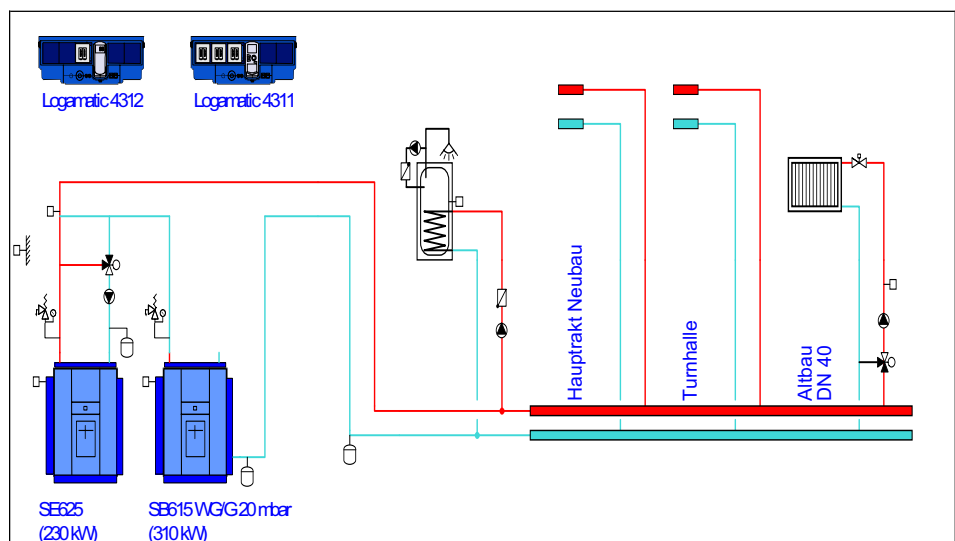 Logamatic 4312
Logamatic 4311
Hauptrakt Neubau
Turnhalle
Altbau
DN 40
SE625
(230 kW)
SB615 WG/G 20 mbar
(310 kW)